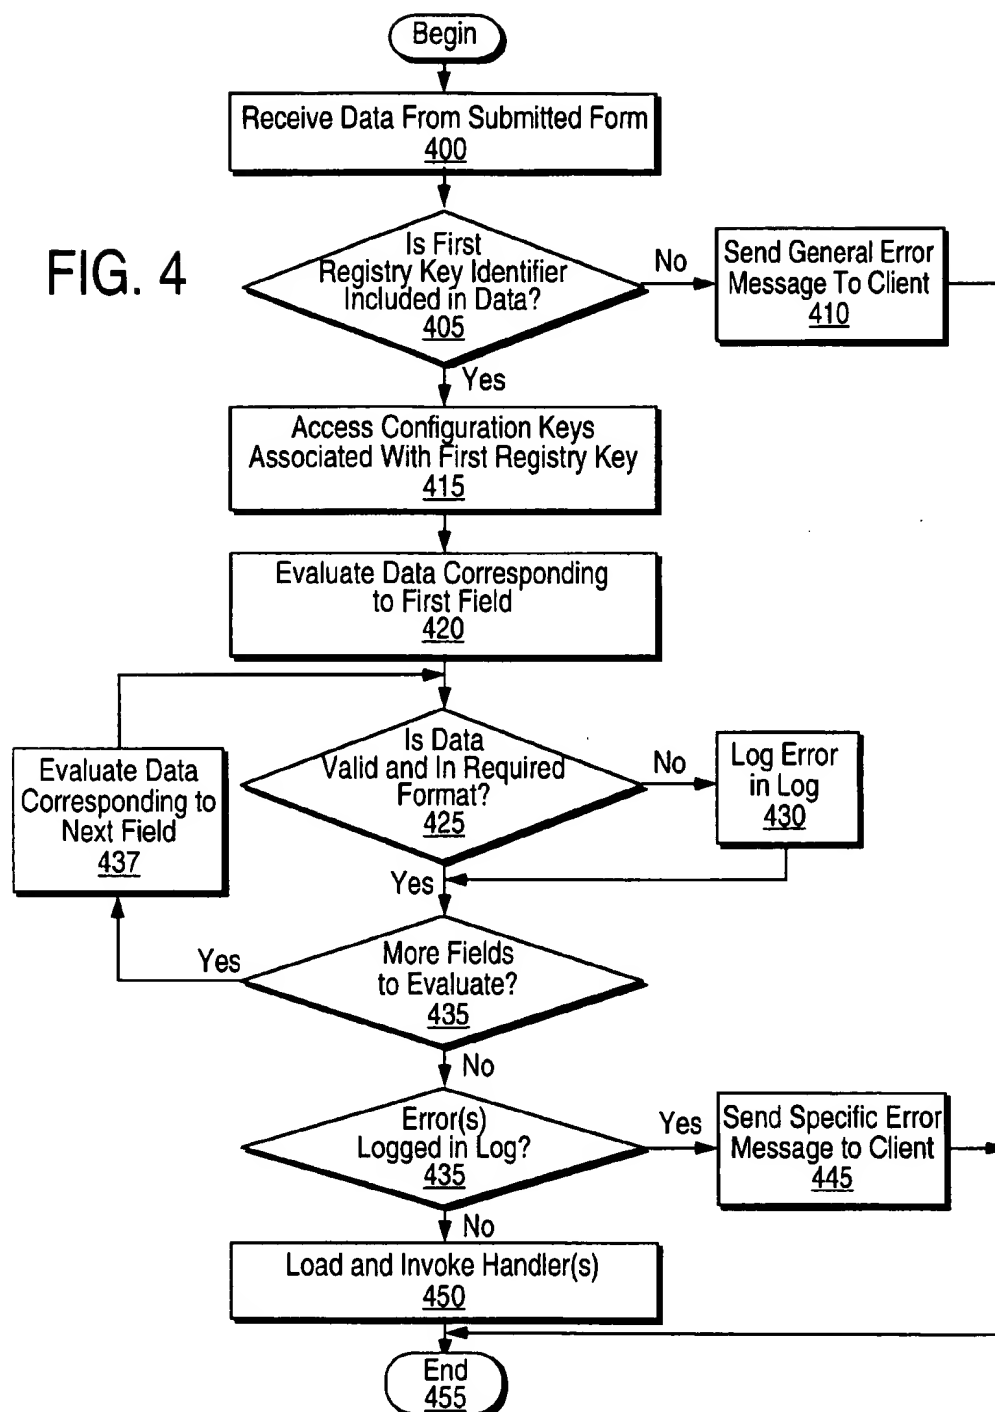 Begin
Receive Data From Submitted Form
400
FIG. 4
Is First
Registry Key Identifier
Included in Data?
405
No
Send General Error
Message To Client
410
Yes
Access Configuration Keys
Associated With First Registry Key
415
Evaluate Data Corresponding
to First Field
420
Is Data
Valid and In Required
Format?
425
No
Log Error
in Log
430
Evaluate Data
Corresponding to
Next Field
437
Yes
More Fields
to Evaluate?
435
Yes
No
Error(s)
Logged in Log?
435
Yes
Send Specific Error
Message to Client
445
No
Load and Invoke Handler(s)
450
End
455